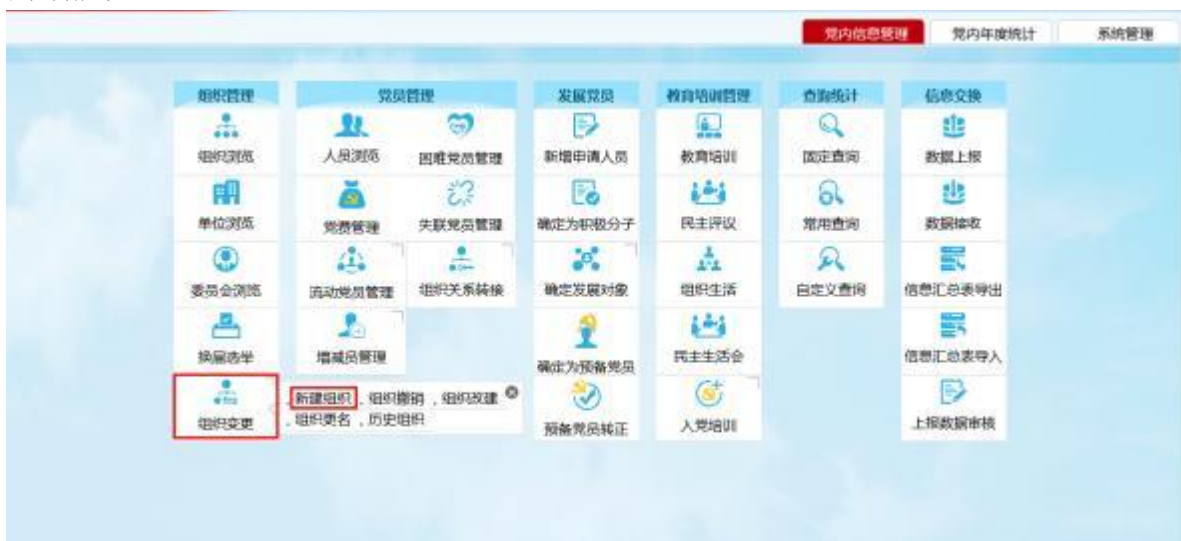 党内信息管理 党内年度统计 系统管理
组织管理 党员管理 发展党员 教育培训管理 查询统计 信息交换
组织浏览 人员浏览 困难党员管理 新增申请人员 教育培训 固定查询 数据上报
单位浏览 党费管理 失联党员管理 确定为积极分子 民主评议 常用查询 数据接收
委员会浏览 流动党员管理 组织关系转接 确定发展对象 组织生活 自定义查询 信息汇总表导出
换届选举 增减员管理 确定为预备党员 民主生活会 信息汇总表导入
组织变更 预备党员转正 入党培训 上报数据审核
新建组织 , 组织撤销 , 组织改建
, 组织更名 , 历史组织